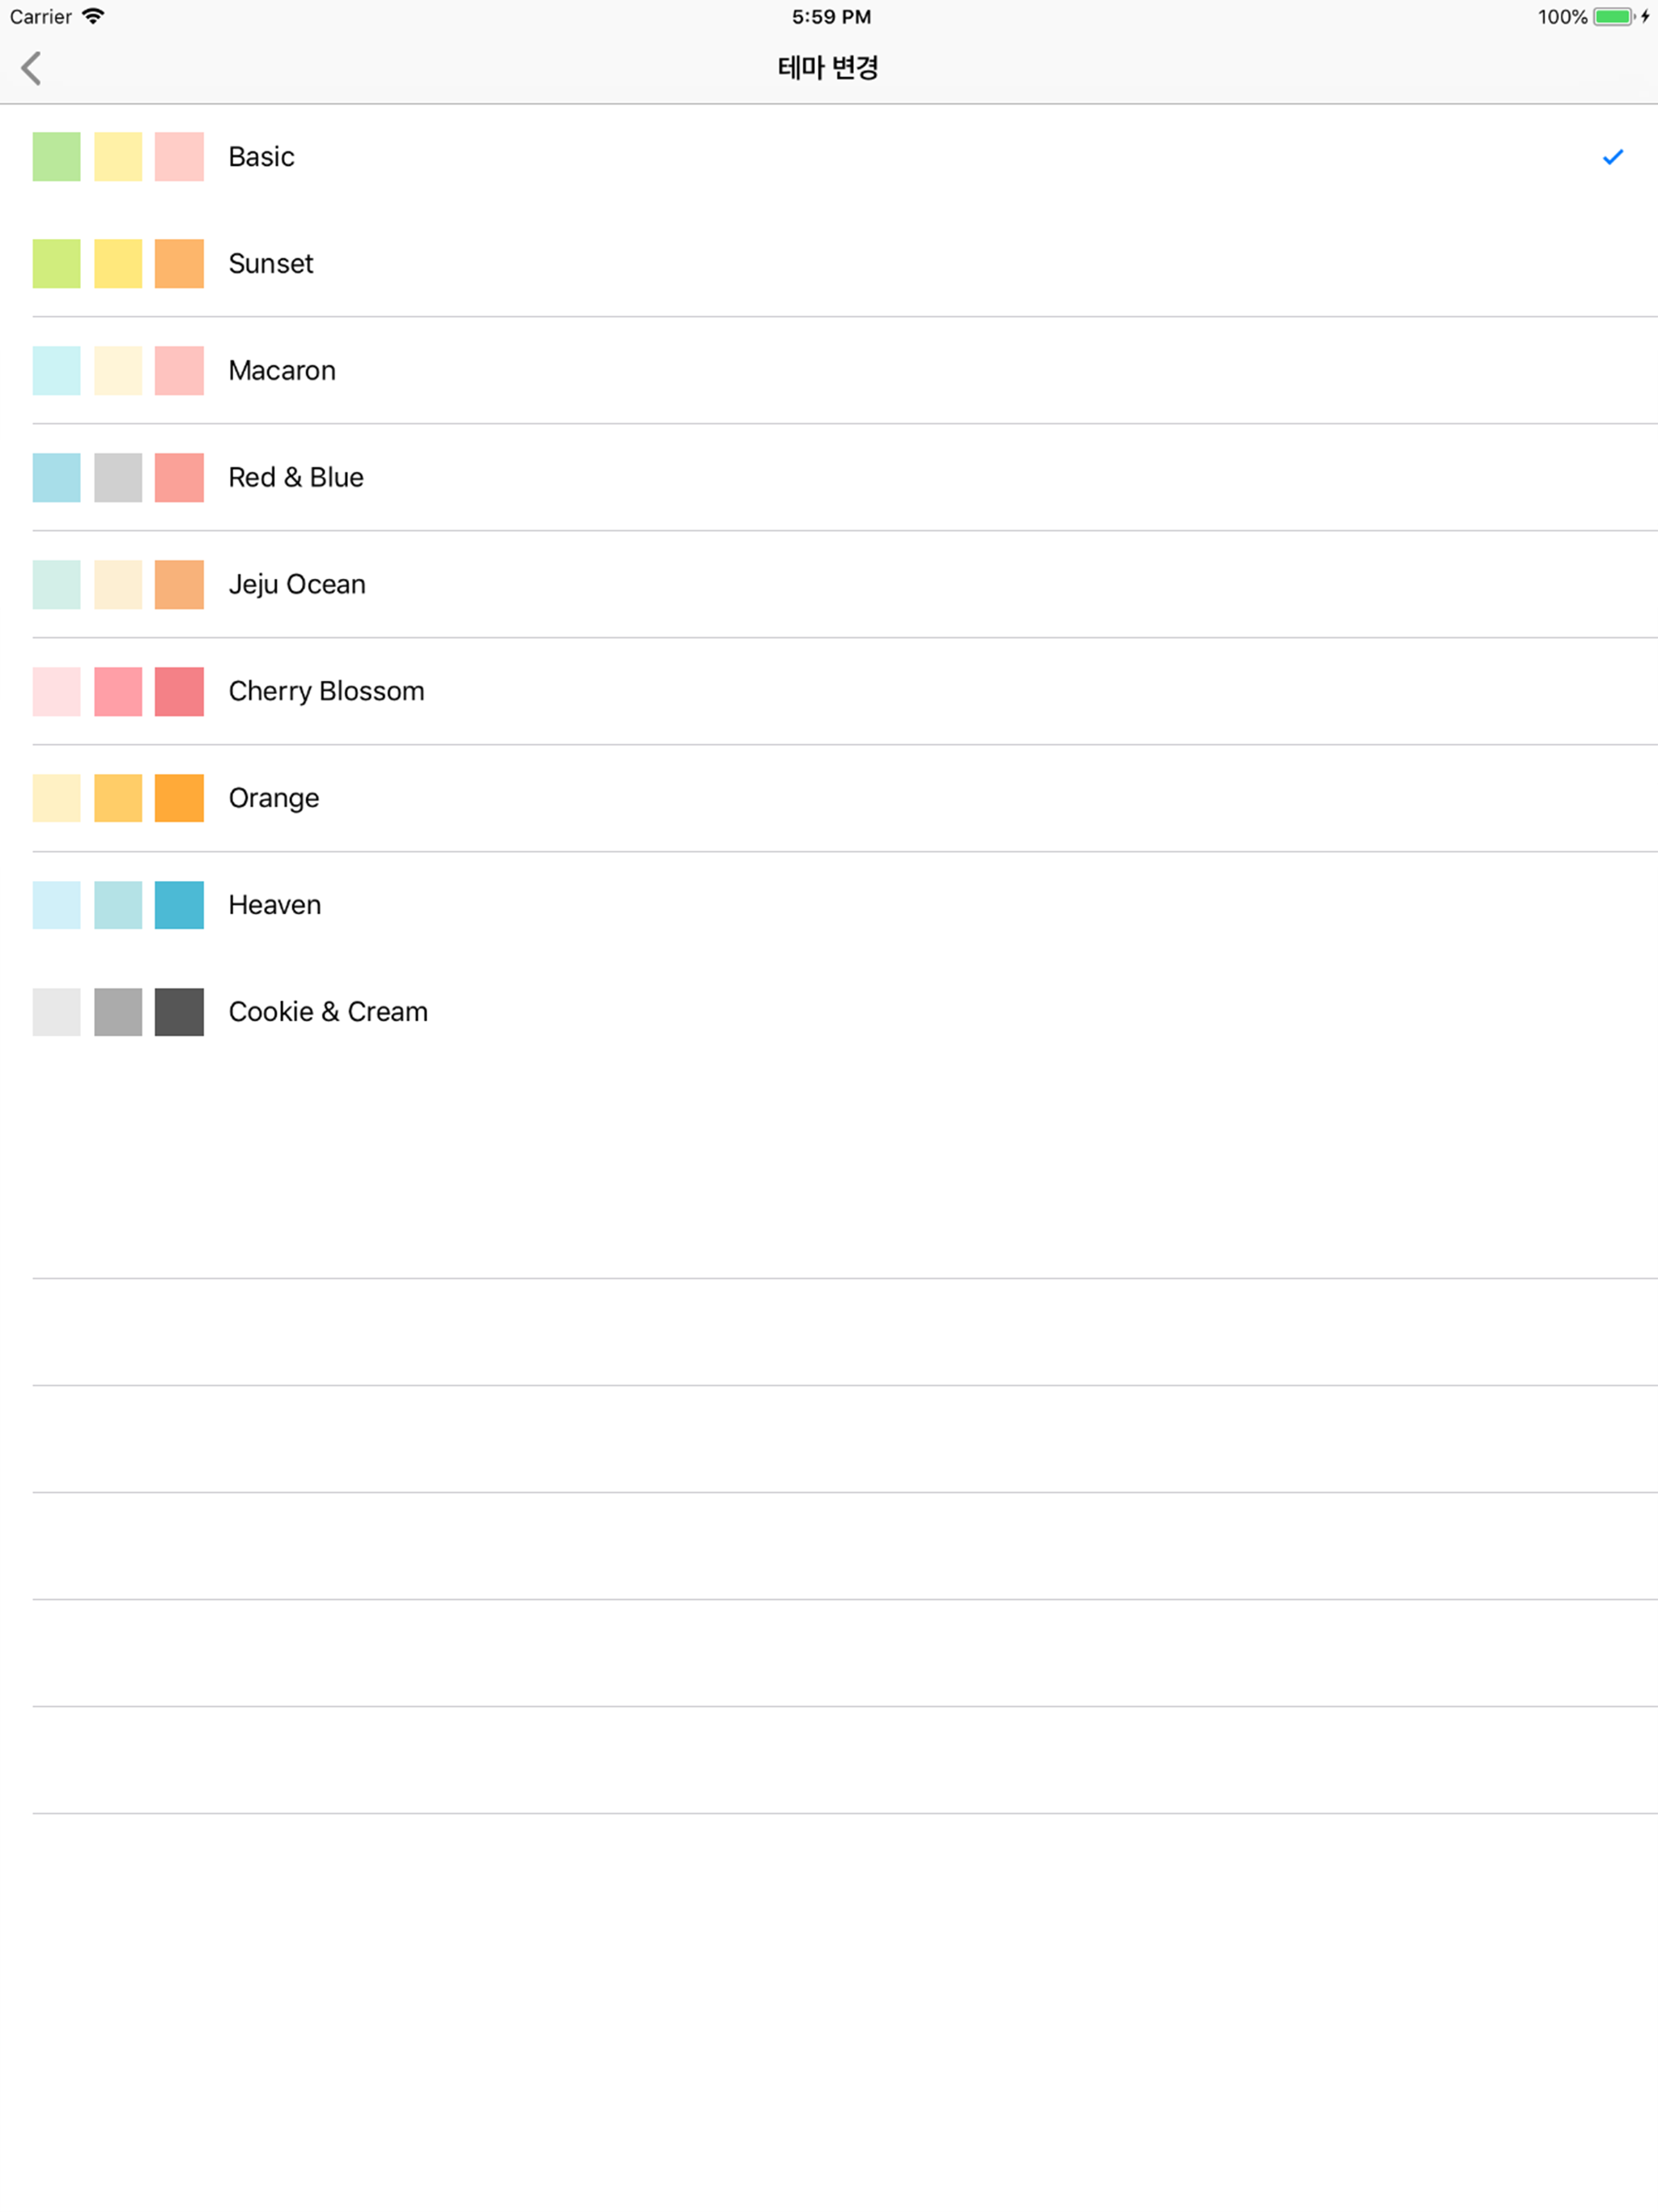 Carrier 5:59 PM 100%
테마 변경
Basic
Sunset
Macaron
Red & Blue
Jeju Ocean
Cherry Blossom
Orange
Heaven
Cookie & Cream